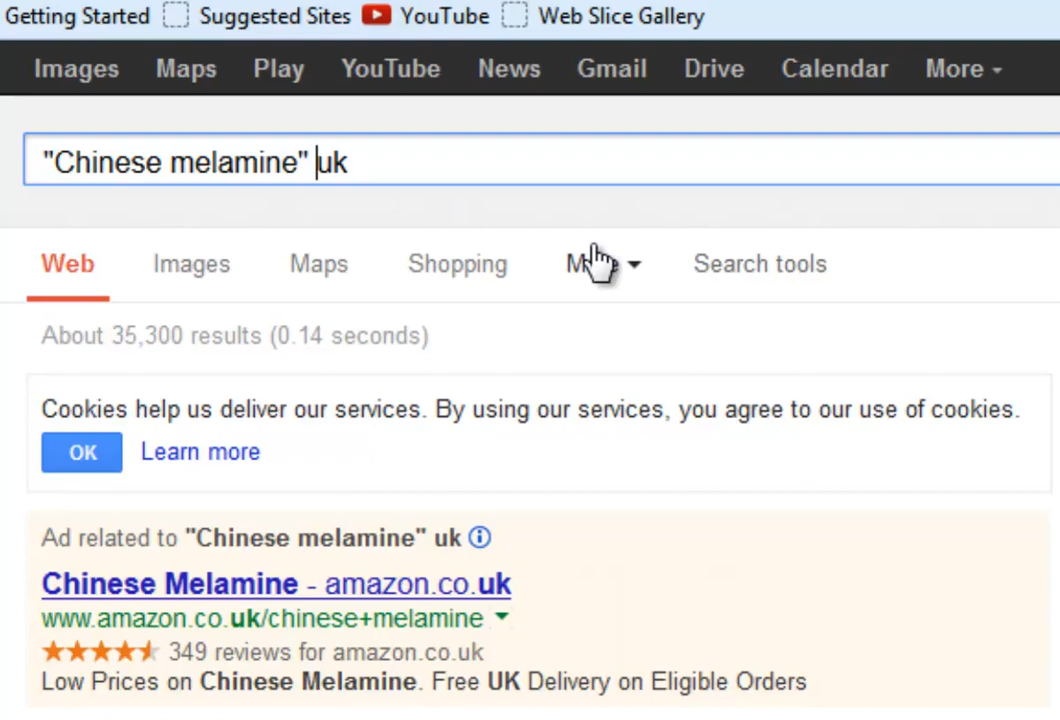 Getting Started Suggested Sites YouTube Web Slice Gallery
Images Maps Play YouTube News Gmail Drive Calendar More
"Chinese melamine" uk
Web Images Maps Shopping Search tools
About 35,300 results (0.14 seconds)
Cookies help us deliver our services. By using our services, you agree to our use of cookies.
OK Learn more
Ad related to "Chinese melamine" uk
Chinese Melamine - amazon.co.uk
www.amazon.co.uk/chinese+melamine
349 reviews for amazon.co.uk
Low Prices on Chinese Melamine. Free UK Delivery on Eligible Orders